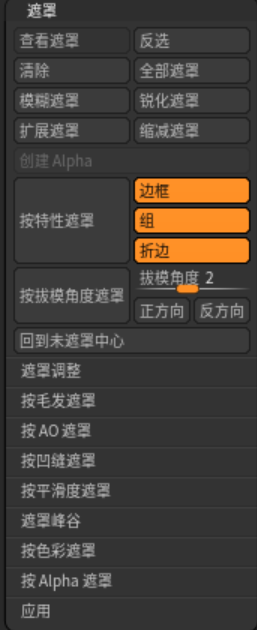 遮罩
查看遮罩 反选
清除 全部遮罩
模糊遮罩 锐化遮罩
扩展遮罩 缩减遮罩
创建 Alpha
按特性遮罩
边框
组
折边
按拔模角度遮罩
拔模角度 2
正方向 反方向
回到未遮罩中心
遮罩调整
按毛发遮罩
按 AO 遮罩
按凹缝遮罩
按平滑度遮罩
遮罩峰谷
按色彩遮罩
按 Alpha 遮罩
应用